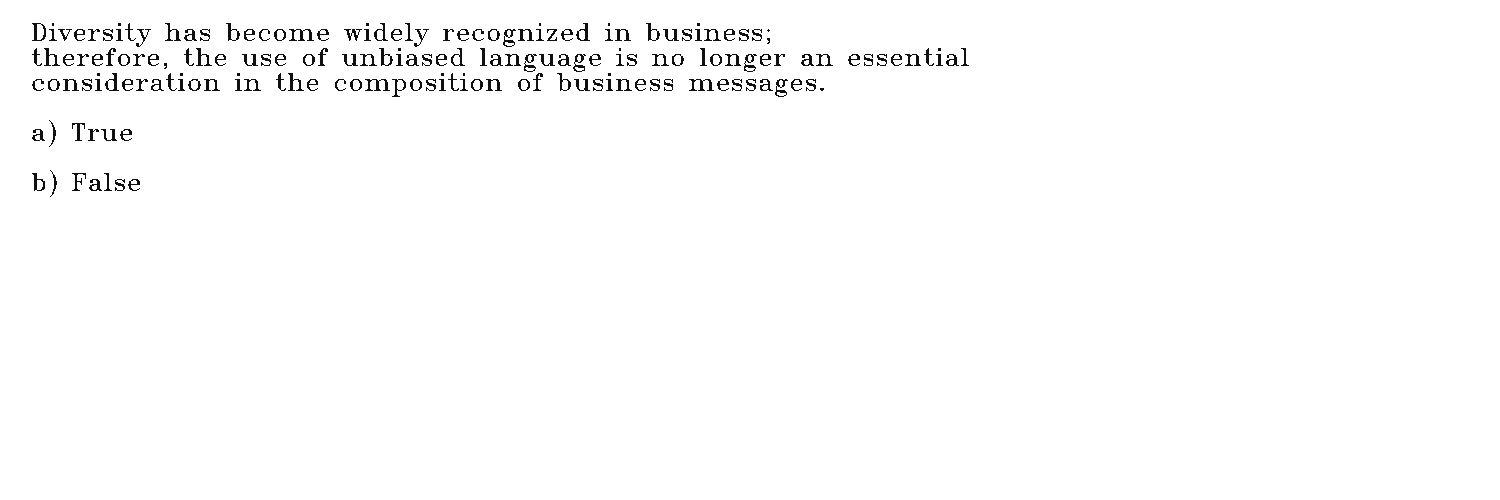 Diversity has become widely recognized in business;
therefore, the use of unbiased language is no longer an essential
consideration in the composition of business messages.
a) True
b) False